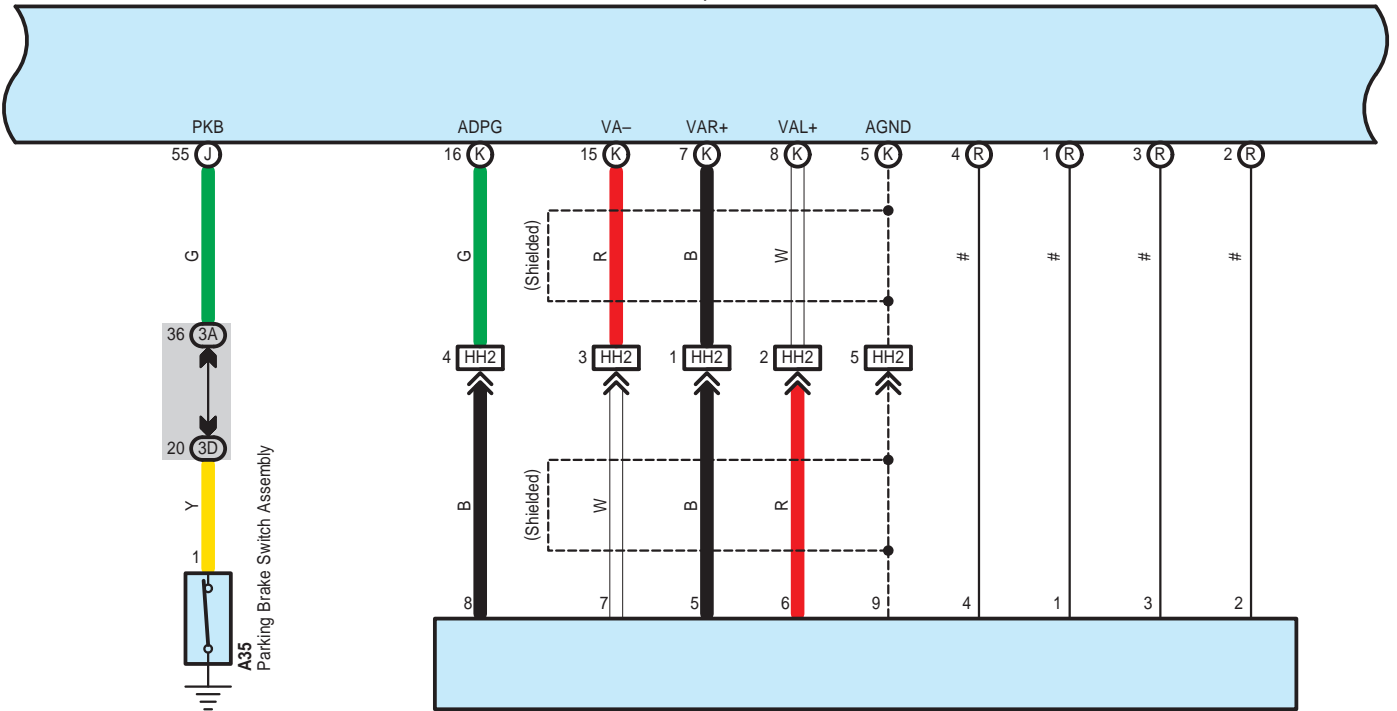 PKB ADPG VA– VAR+ VAL+ AGND
55 J 16 K 15 K 7 K 8 K 5 K 4 R 1 R 3 R 2 R
(Shielded)
G G R B W # # # #
36 3A
4 HH2 3 HH2 1 HH2 2 HH2 5 HH2
20 3D
(Shielded)
Y B W B R
1
8 7 5 6 9 4 1 3 2
A35
Parking Brake Switch Assembly